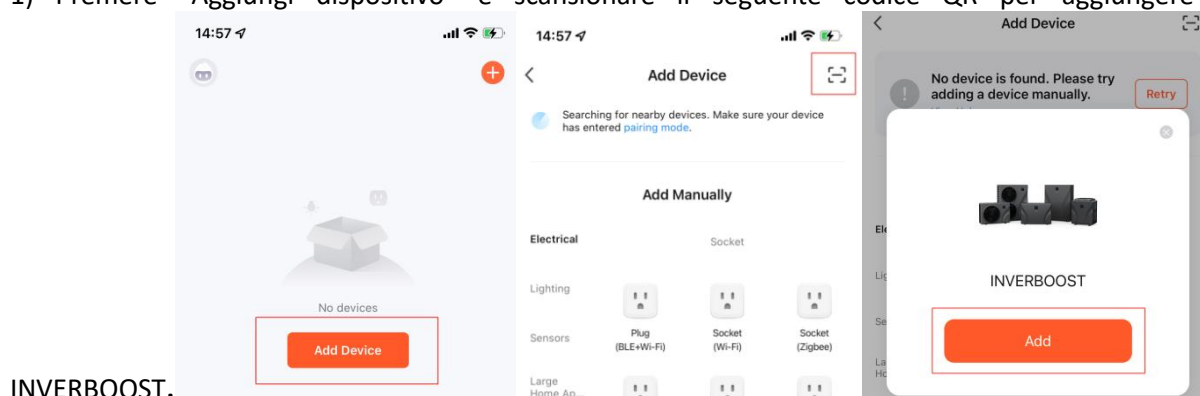 1) Premere "Aggiungi dispositivo" e scansionare il seguente codice QR per aggiungere
INVERBOOST.
14:57
No devices
Add Device
14:57
Add Device
Searching for nearby devices. Make sure your device
has entered pairing mode.
Add Manually
Electrical
Socket
Lighting
Sensors
Plug
(BLE+Wi-Fi)
Socket
(Wi-Fi)
Socket
(Zigbee)
Large
Home Ap...
Add Device
No device is found. Please try
adding a device manually.
Retry
INVERBOOST
Add